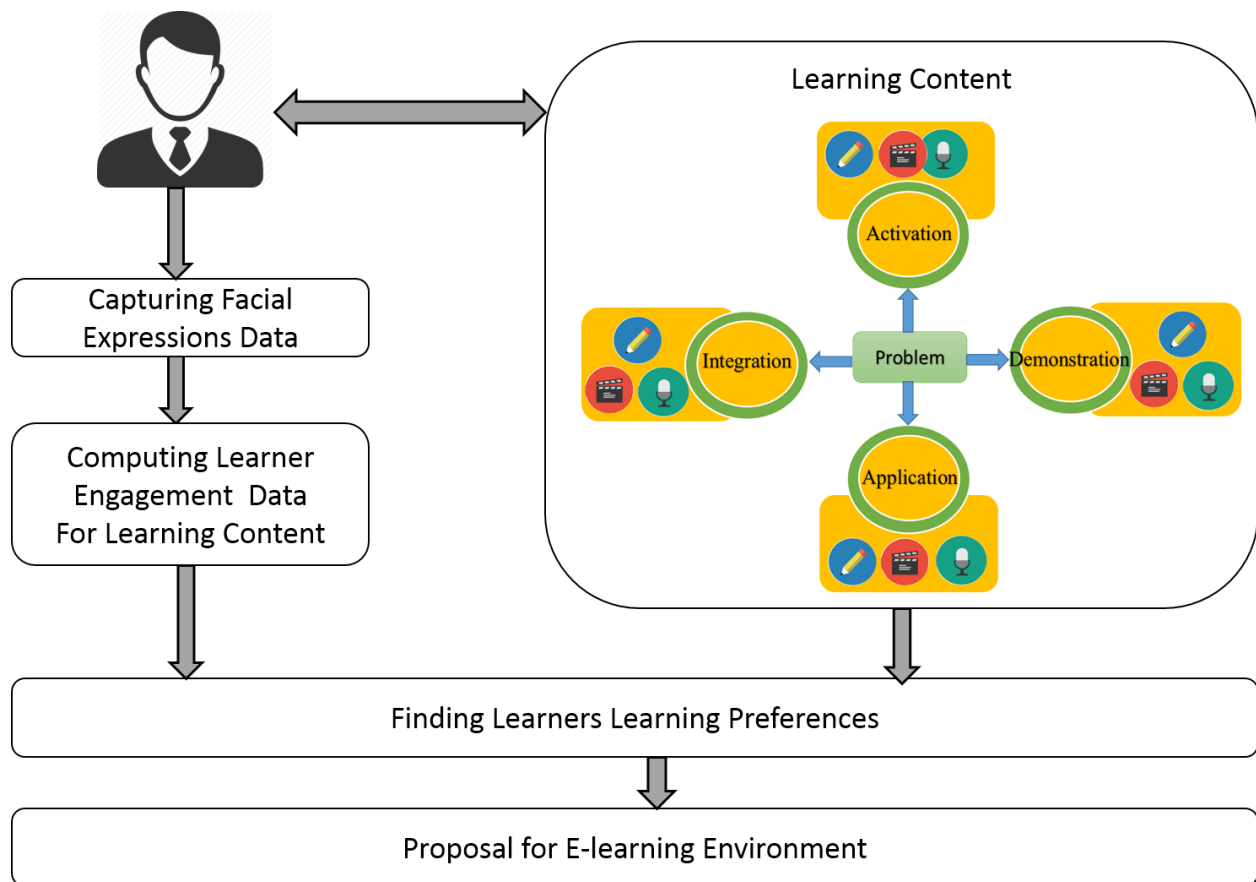 Learning Content
Activation
Capturing Facial
Expressions Data
Integration
Problem
Demonstration
Computing Learner
Engagement Data
For Learning Content
Application
Finding Learners Learning Preferences
Proposal for E-learning Environment